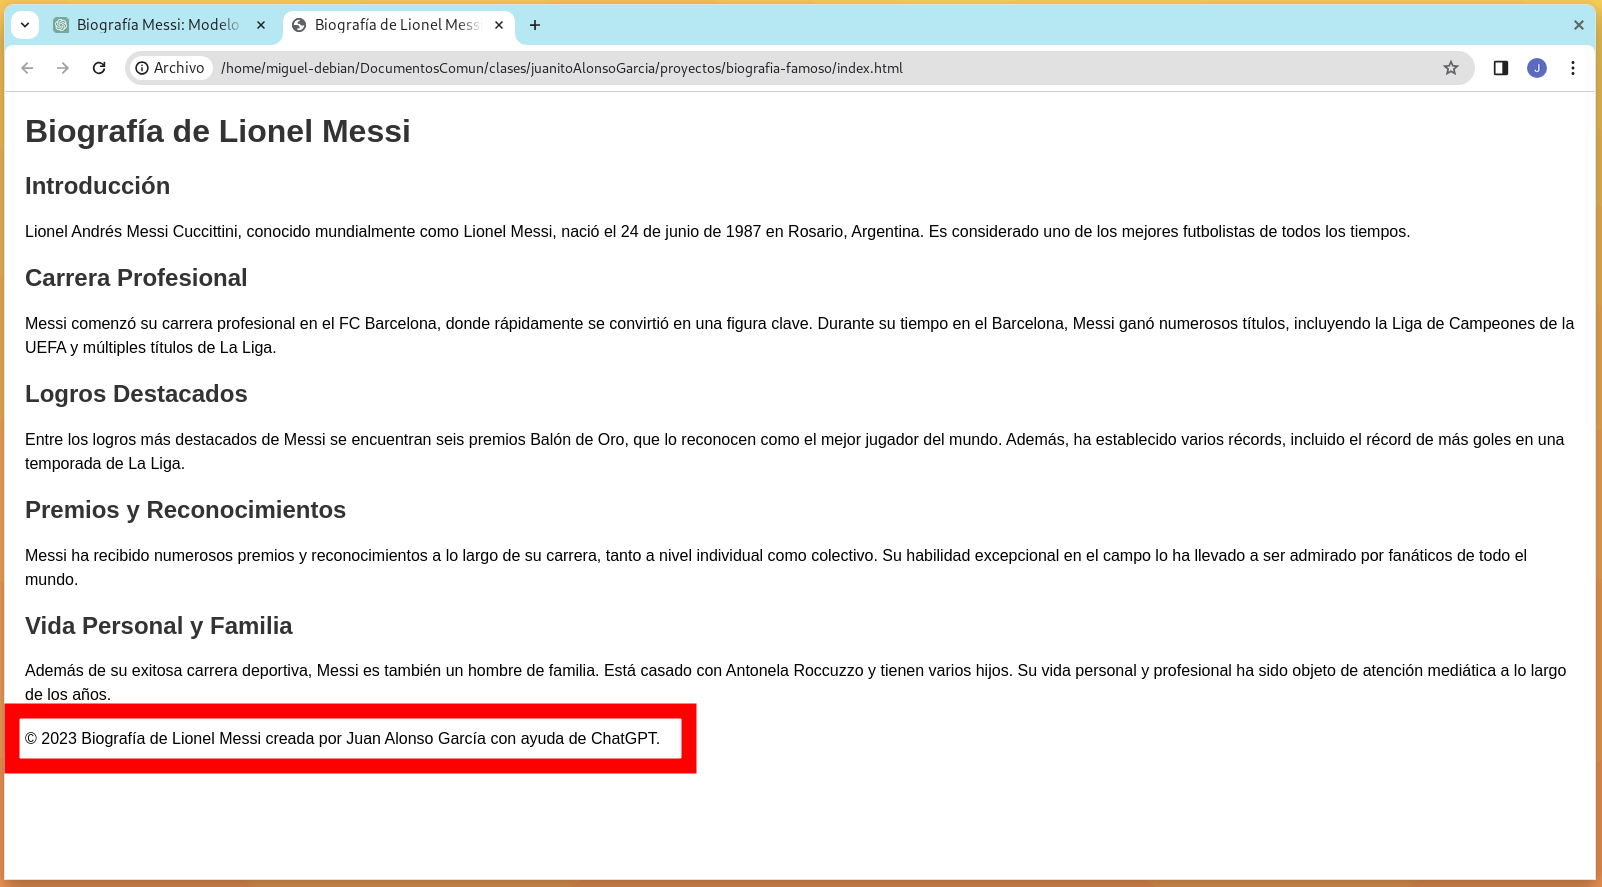 Biografía Messi: Modelo
Biografía de Lionel Mess
Archivo /home/miguel-debian/DocumentosComun/clases/juanitoAlonsoGarcia/proyectos/biografia-famoso/index.html
J
Biografía de Lionel Messi
Introducción
Lionel Andrés Messi Cuccittini, conocido mundialmente como Lionel Messi, nació el 24 de junio de 1987 en Rosario, Argentina. Es considerado uno de los mejores futbolistas de todos los tiempos.
Carrera Profesional
Messi comenzó su carrera profesional en el FC Barcelona, donde rápidamente se convirtió en una figura clave. Durante su tiempo en el Barcelona, Messi ganó numerosos títulos, incluyendo la Liga de Campeones de la
UEFA y múltiples títulos de La Liga.
Logros Destacados
Entre los logros más destacados de Messi se encuentran seis premios Balón de Oro, que lo reconocen como el mejor jugador del mundo. Además, ha establecido varios récords, incluido el récord de más goles en una
temporada de La Liga.
Premios y Reconocimientos
Messi ha recibido numerosos premios y reconocimientos a lo largo de su carrera, tanto a nivel individual como colectivo. Su habilidad excepcional en el campo lo ha llevado a ser admirado por fanáticos de todo el
mundo.
Vida Personal y Familia
Además de su exitosa carrera deportiva, Messi es también un hombre de familia. Está casado con Antonela Roccuzzo y tienen varios hijos. Su vida personal y profesional ha sido objeto de atención mediática a lo largo
de los años.
© 2023 Biografía de Lionel Messi creada por Juan Alonso García con ayuda de ChatGPT.